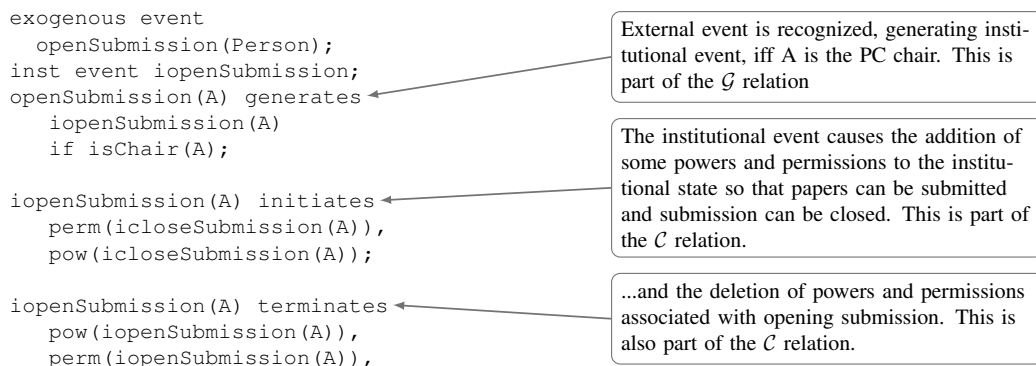 exogenous event
openSubmission(Person);
inst event iopenSubmission;
openSubmission(A) generates
iopenSubmission(A)
if isChair(A);
iopenSubmission(A) initiates
perm(icloseSubmission(A)),
pow(icloseSubmission(A));
iopenSubmission(A) terminates
pow(iopenSubmission(A)),
perm(iopenSubmission(A)),
External event is recognized, generating insti-
tutional event, iff A is the PC chair. This is
part of the 𝒢 relation
The institutional event causes the addition of
some powers and permissions to the institu-
tional state so that papers can be submitted
and submission can be closed. This is part of
the 𝒞 relation.
...and the deletion of powers and permissions
associated with opening submission. This is
also part of the 𝒞 relation.